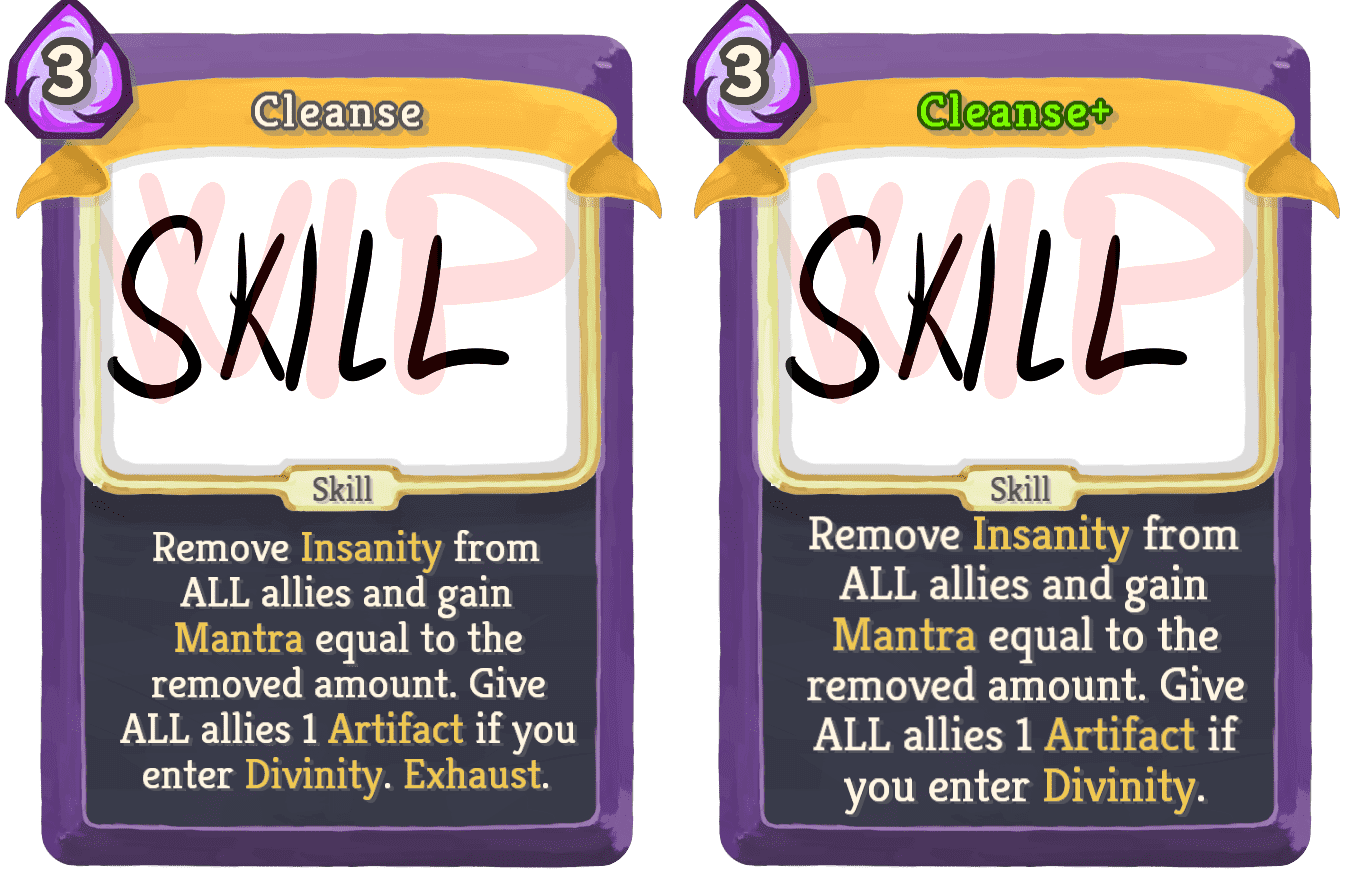 3
Cleanse
WIP
SKILL
Skill
Remove Insanity from
ALL allies and gain
Mantra equal to the
removed amount. Give
ALL allies 1 Artifact if you
enter Divinity. Exhaust.
3
Cleanse+
WIP
SKILL
Skill
Remove Insanity from
ALL allies and gain
Mantra equal to the
removed amount. Give
ALL allies 1 Artifact if
you enter Divinity.